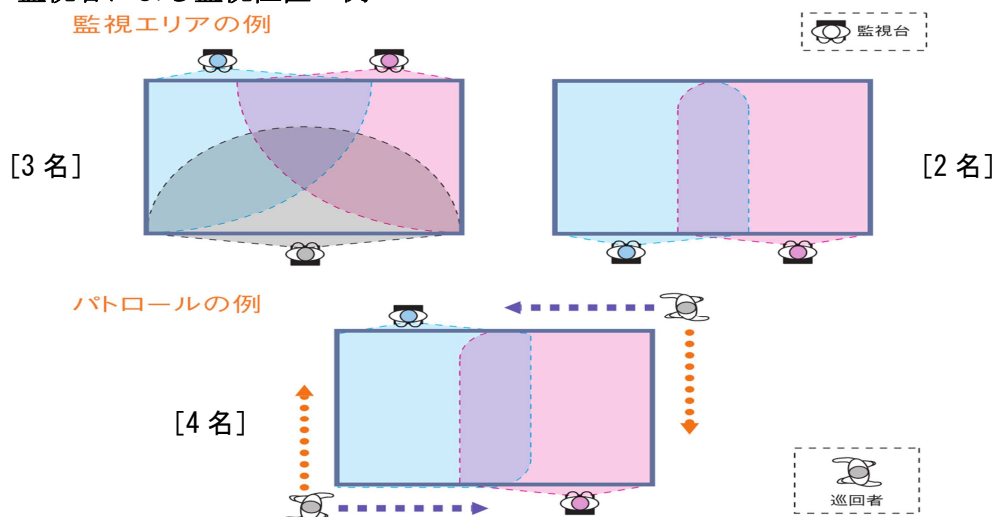 監視エリアの例
監視台
[3 名]
[2 名]
パトロールの例
[4 名]
巡回者